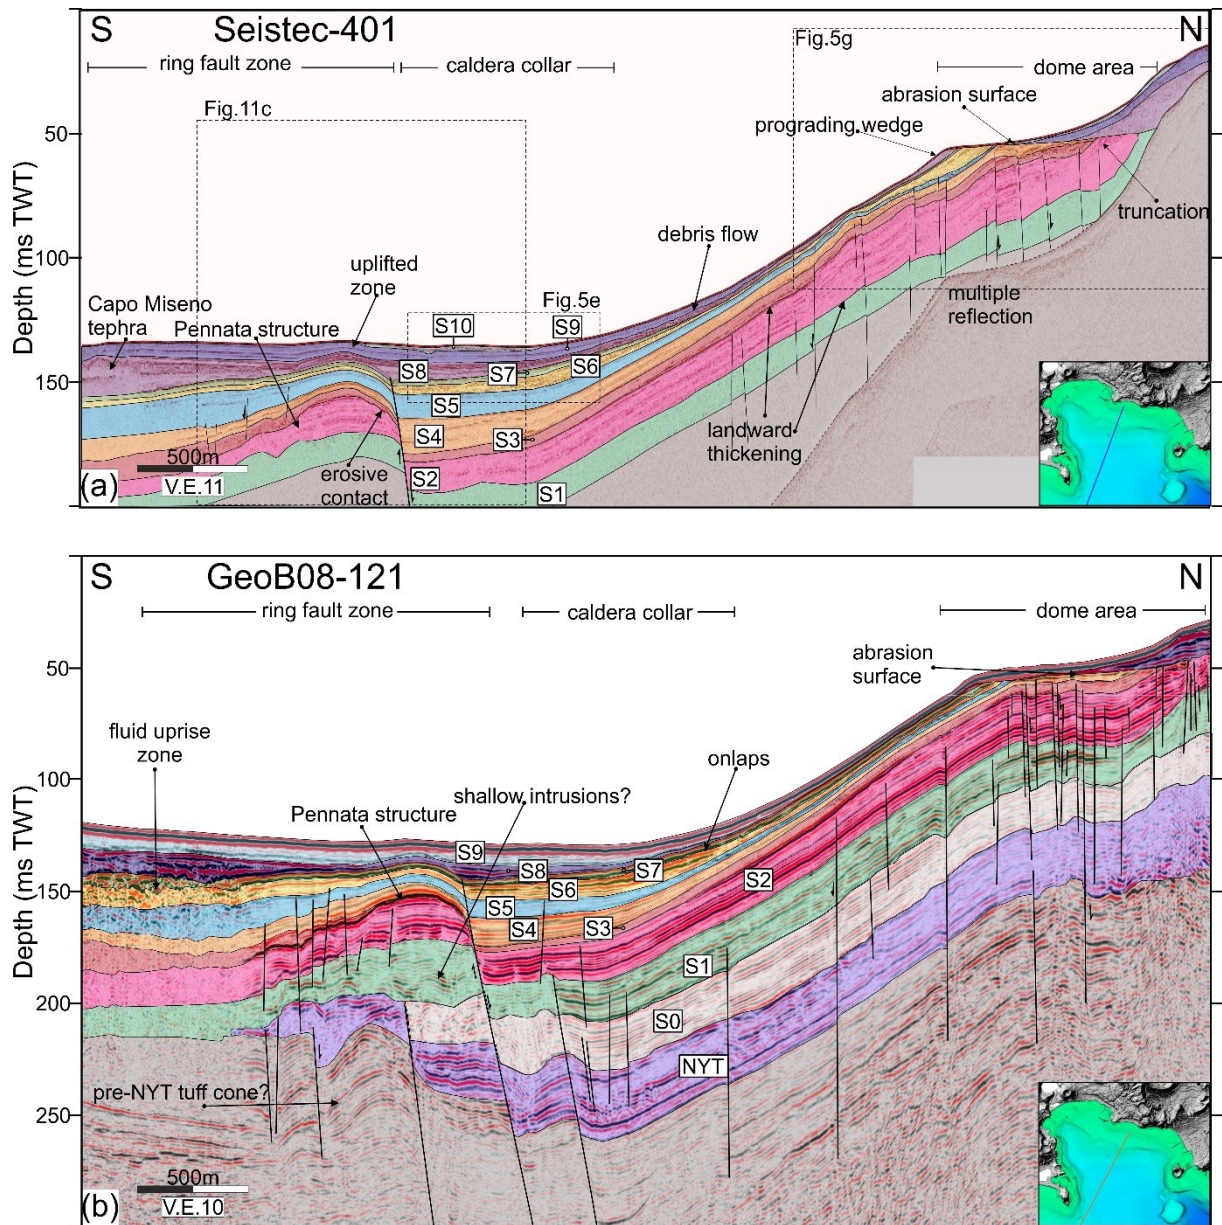 S
Seistec-401
N
ring fault zone
caldera collar
Fig.5g
dome area
abrasion surface
Fig.11c
prograding wedge
50
truncation
debris flow
100
Depth (ms TWT)
uplifted
zone
Fig.5e
multiple
reflection
Capo Miseno
tephra
Pennata structure
S10
S9
S8
S7
S6
150
S5
S4
S3
landward
thickening
500m
erosive
contact
S2
(a)
V.E.11
S1
S
GeoB08-121
N
ring fault zone
caldera collar
dome area
50
abrasion
surface
fluid uprise
zone
onlaps
100
shallow intrusions?
Pennata structure
Depth (ms TWT)
S9
S8
S7
150
S6
S2
S5
S4
S3
S1
200
S0
NYT
pre-NYT tuff cone?
250
500m
(b)
V.E.10